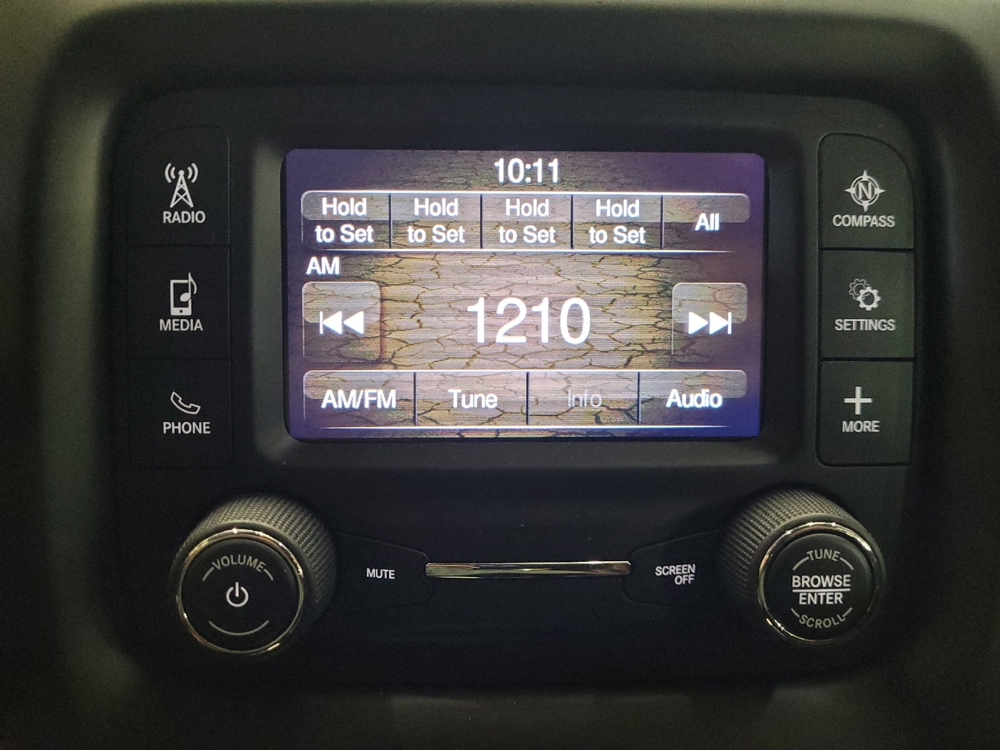 10:11
Hold to Set
Hold to Set
Hold to Set
Hold to Set
All
AM
1210
AM/FM
Tune
Info
Audio
RADIO
MEDIA
PHONE
N
COMPASS
SETTINGS
MORE
VOLUME
MUTE
SCREEN
OFF
TUNE
BROWSE
ENTER
SCROLL